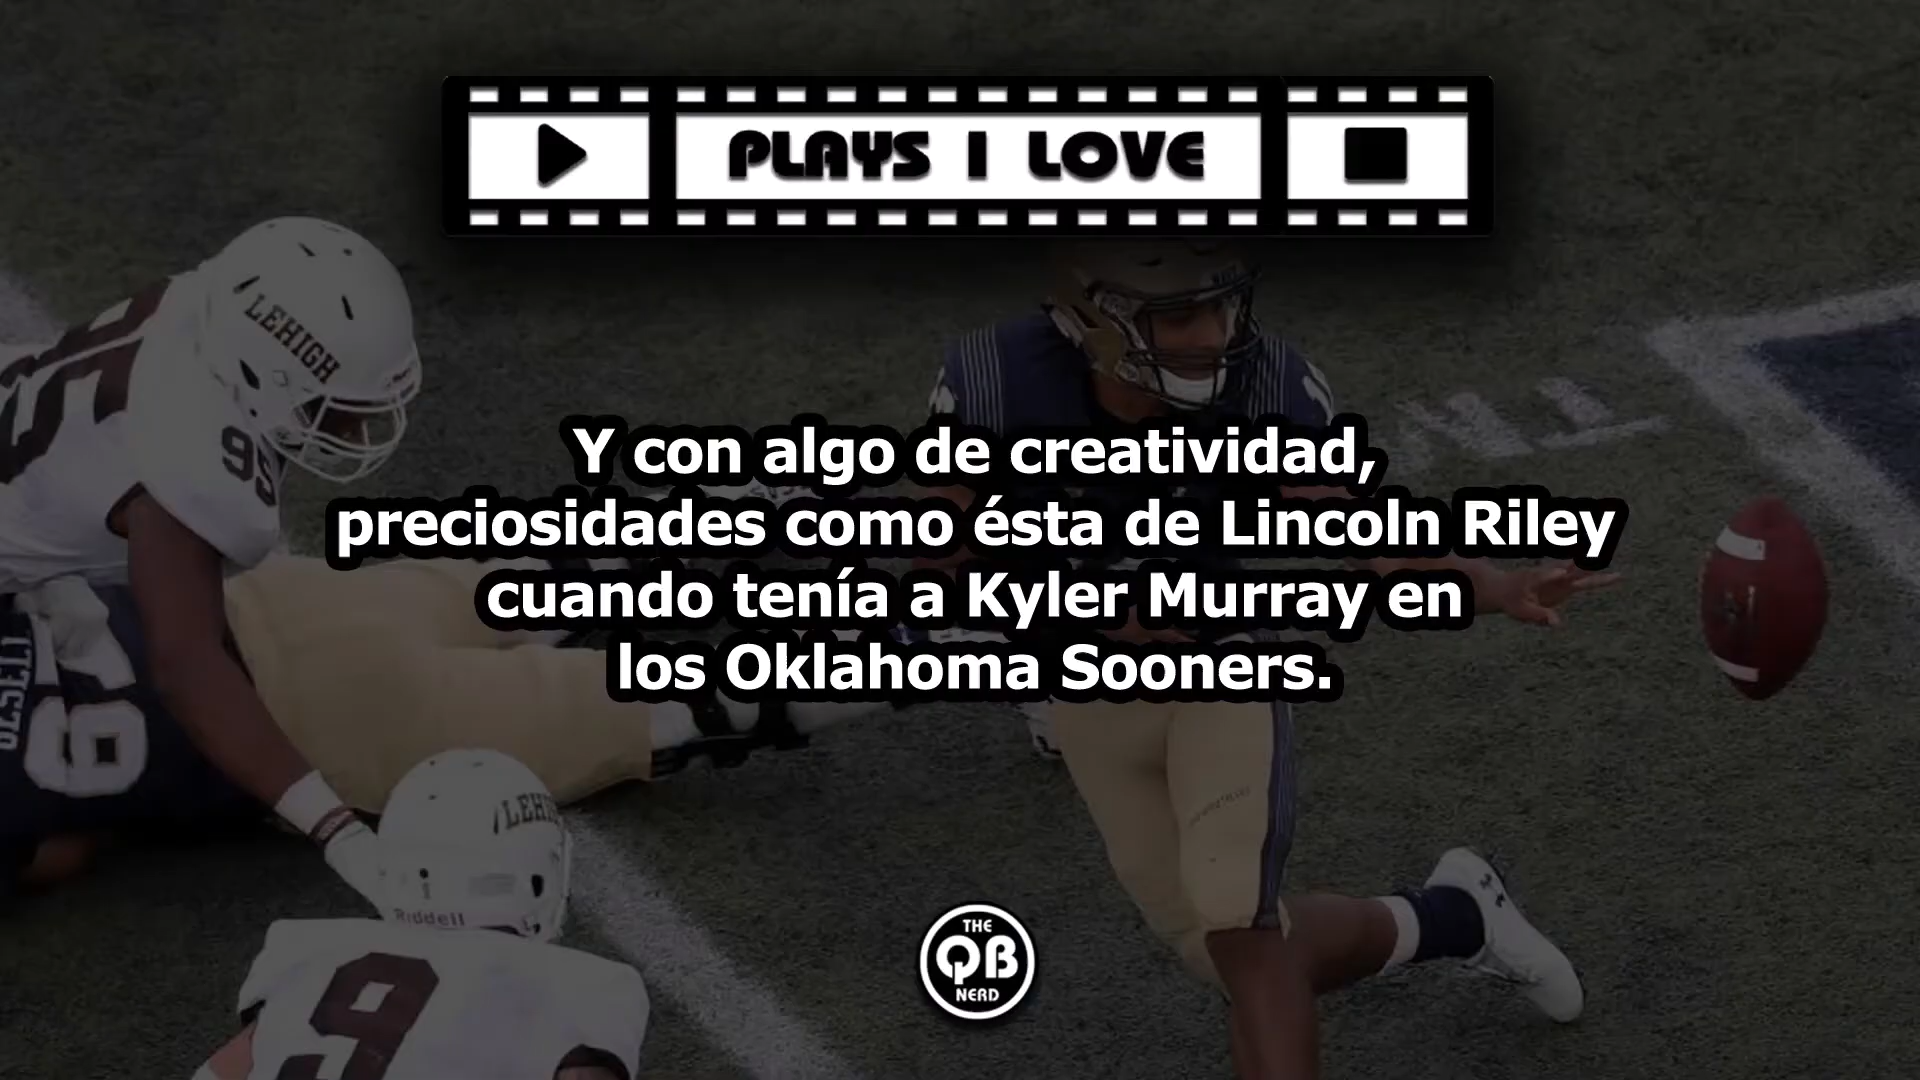 PLAYS I LOVE
LEHIGH
95
Y con algo de creatividad,
preciosidades como ésta de Lincoln Riley
cuando tenía a Kyler Murray en
los Oklahoma Sooners.
Riddell
9
THE
QB
NERD